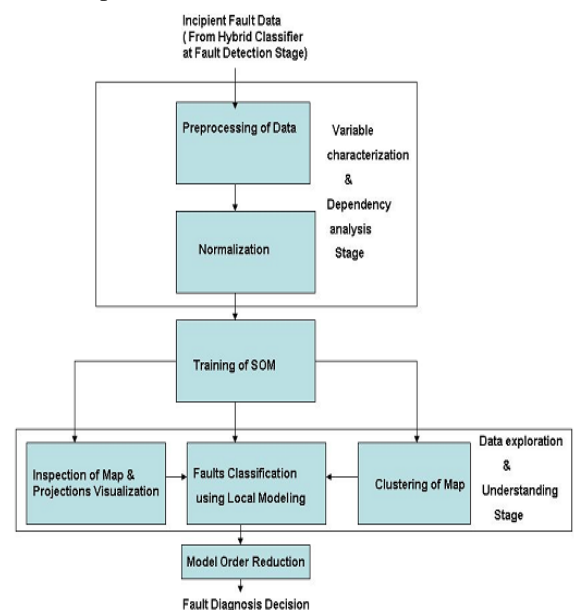 Incipient Fault Data
( From Hybrid Classifier
at Fault Detection Stage)
Preprocessing of Data
Variable
characterization
&
Dependency
analysis
Stage
Normalization
Training of SOM
Inspection of Map &
Projections Visualization
Faults Classification
using Local Modeling
Clustering of Map
Data exploration
&
Understanding
Stage
Model Order Reduction
Fault Diagnosis Decision